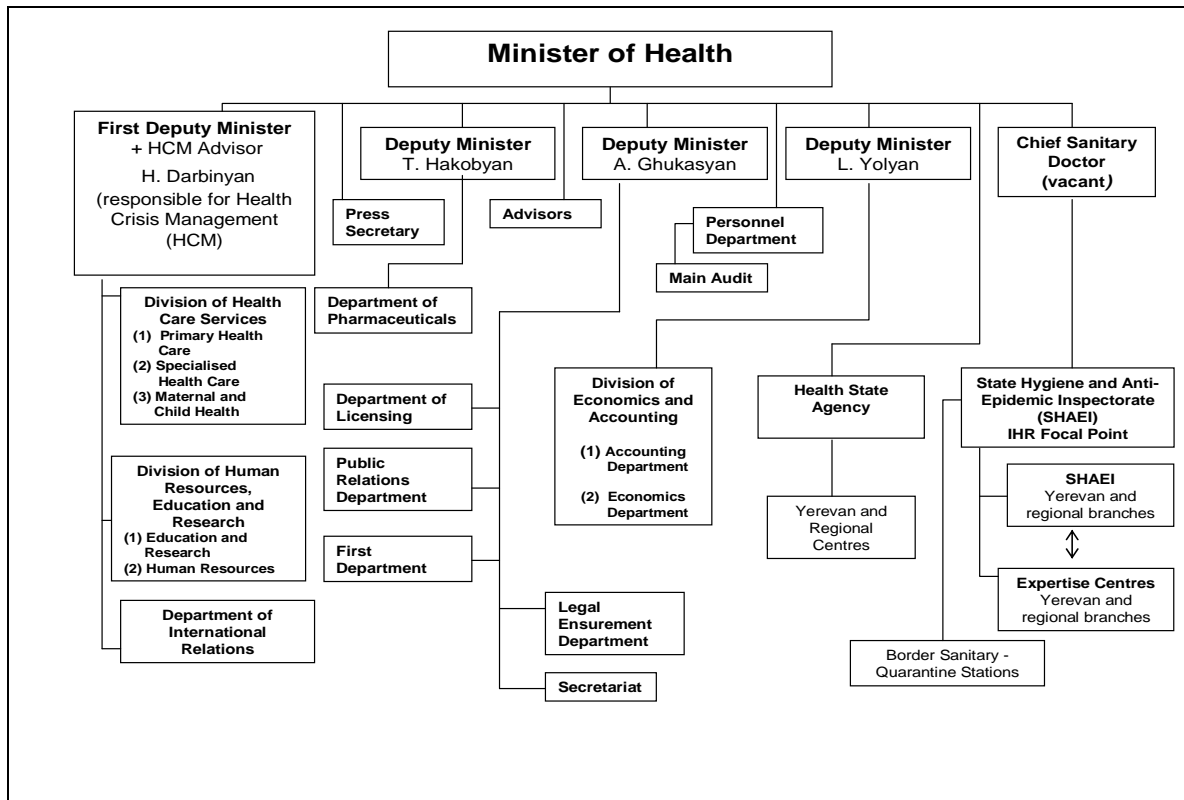 Minister of Health
First Deputy Minister
+ HCM Advisor
H. Darbinyan
(responsible for Health
Crisis Management
(HCM)
Press
Secretary
Deputy Minister
T. Hakobyan
Advisors
Deputy Minister
A. Ghukasyan
Personnel
Department
Main Audit
Deputy Minister
L. Yolyan
Chief Sanitary
Doctor
(vacant)
Division of Health
Care Services
(1) Primary Health
Care
(2) Specialised
Health Care
(3) Maternal and
Child Health
Division of Human
Resources,
Education and
Research
(1) Education and
Research
(2) Human Resources
Department of
International
Relations
Department of
Pharmaceuticals
Department of
Licensing
Public
Relations
Department
First
Department
Legal
Ensurement
Department
Secretariat
Division of
Economics and
Accounting
(1) Accounting
Department
(2) Economics
Department
Health State
Agency
Yerevan and
Regional
Centres
State Hygiene and Anti-
Epidemic Inspectorate
(SHAEI)
IHR Focal Point
SHAEI
Yerevan and
regional branches
Expertise Centres
Yerevan and
regional branches
Border Sanitary -
Quarantine Stations